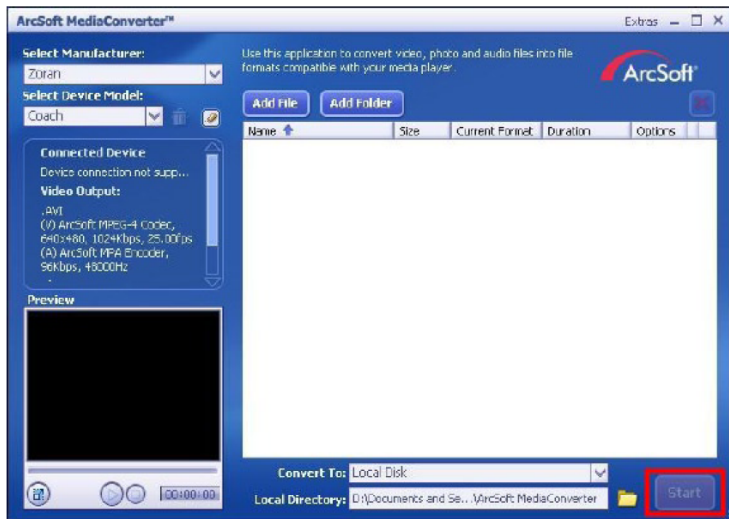 ArcSoft MediaConverter™
Extras
Select Manufacturer:
Zoran
Select Device Model:
Coach
Connected Device
Device connection not supp...
Video Output:
.AVI
(V) ArcSoft MPEG-4 Codec,
640x480, 1024Kbps, 25.00fps
(A) ArcSoft MPA Encoder,
96Kbps, 48000Hz
Preview
00:00:00
Use this application to convert video, photo and audio files into file
formats compatible with your media player.
ArcSoft
Add File Add Folder
Name Size Current Format Duration Options
Convert To: Local Disk
Local Directory: D:\Documents and Se...\ArcSoft MediaConverter
Start